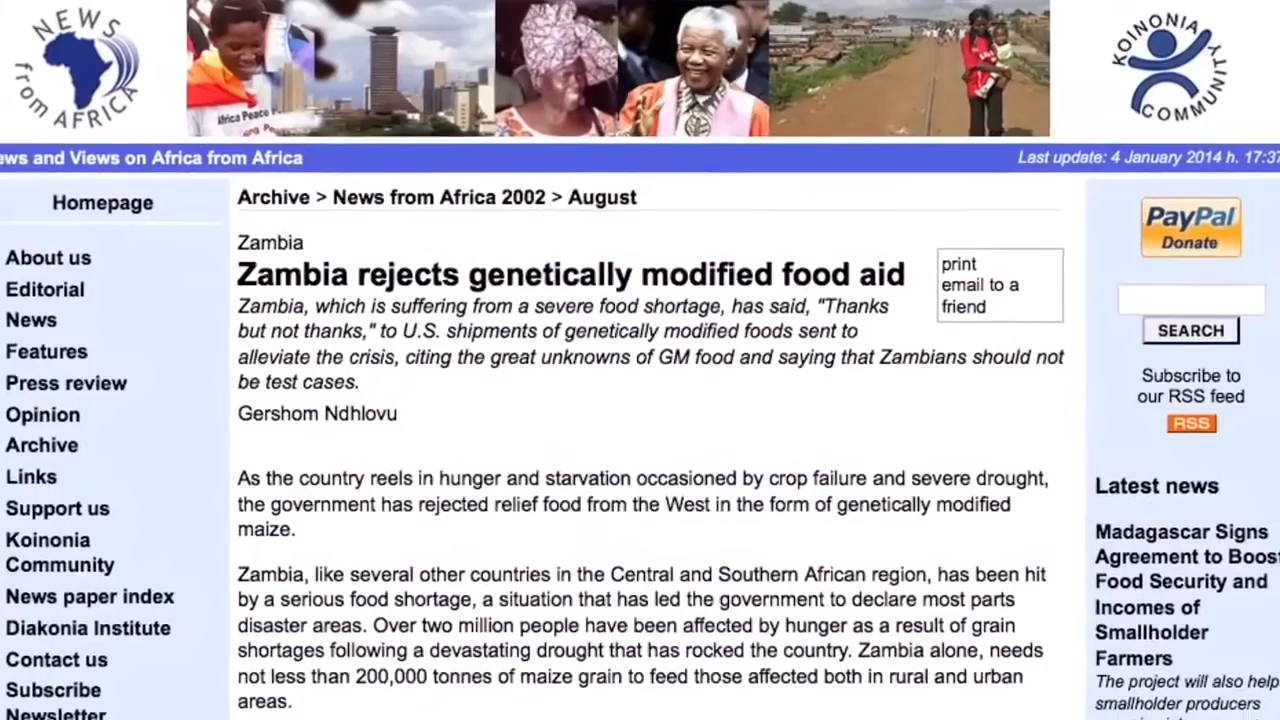 NEWS
from AFRICA
Africa Peace
KOINONIA
COMMUNITY
ews and Views on Africa from Africa
Last update: 4 January 2014 h. 17:37
Homepage
About us
Editorial
News
Features
Press review
Opinion
Archive
Links
Support us
Koinonia
Community
News paper index
Diakonia Institute
Contact us
Subscribe
Newsletter
Archive > News from Africa 2002 > August
Zambia
Zambia rejects genetically modified food aid
print
email to a
friend
Zambia, which is suffering from a severe food shortage, has said, "Thanks
but not thanks," to U.S. shipments of genetically modified foods sent to
alleviate the crisis, citing the great unknowns of GM food and saying that Zambians should not
be test cases.
Gershom Ndhlovu
As the country reels in hunger and starvation occasioned by crop failure and severe drought,
the government has rejected relief food from the West in the form of genetically modified
maize.
Zambia, like several other countries in the Central and Southern African region, has been hit
by a serious food shortage, a situation that has led the government to declare most parts
disaster areas. Over two million people have been affected by hunger as a result of grain
shortages following a devastating drought that has rocked the country. Zambia alone, needs
not less than 200,000 tonnes of maize grain to feed those affected both in rural and urban
areas.
PayPal
Donate
SEARCH
Subscribe to
our RSS feed
RSS
Latest news
Madagascar Signs
Agreement to Boos
Food Security and
Incomes of
Smallholder
Farmers
The project will also help
smallholder producers